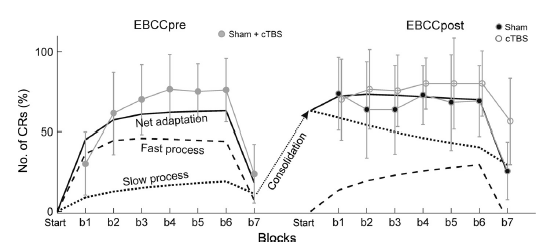 EBCCpre
EBCCpost
Sham + cTBS
Sham
cTBS
No. of CRs (%)
100
50
0
Net adaptation
Fast process
Slow process
Consolidation
Start b1 b2 b3 b4 b5 b6 b7
Start b1 b2 b3 b4 b5 b6 b7
Blocks